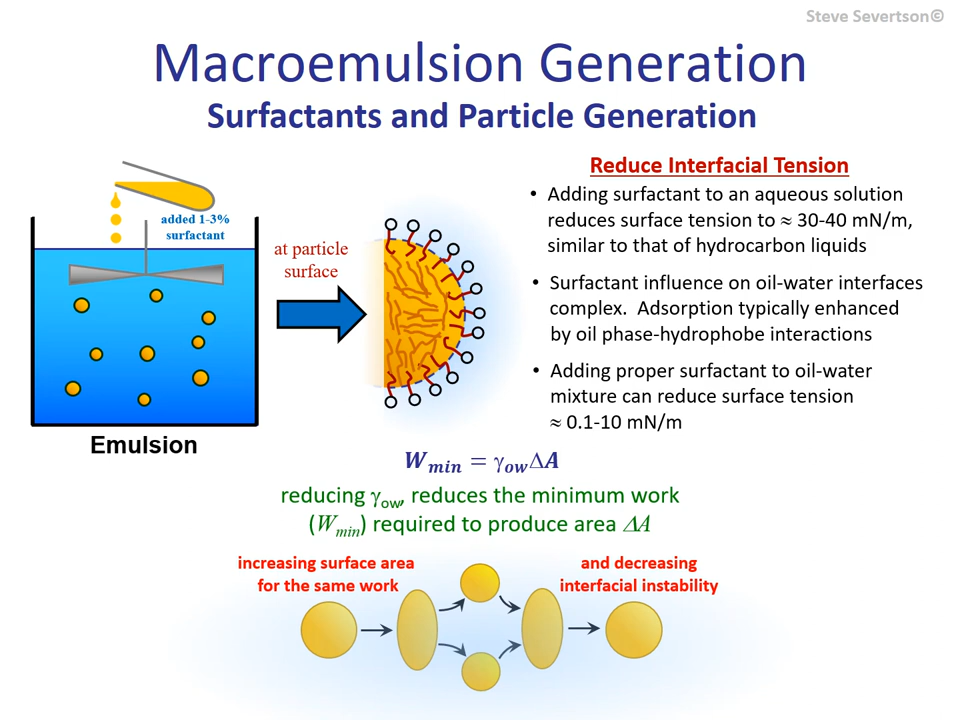 Steve Severtson©
Macroemulsion Generation
Surfactants and Particle Generation
added 1-3%
surfactant
Emulsion
at particle
surface
Reduce Interfacial Tension
• Adding surfactant to an aqueous solution
reduces surface tension to ≈ 30-40 mN/m,
similar to that of hydrocarbon liquids
• Surfactant influence on oil-water interfaces
complex. Adsorption typically enhanced
by oil phase-hydrophobe interactions
• Adding proper surfactant to oil-water
mixture can reduce surface tension
≈ 0.1-10 mN/m
W_min = γ_ow ΔA
reducing γ_ow, reduces the minimum work
(W_min) required to produce area ΔA
increasing surface area
for the same work
and decreasing
interfacial instability